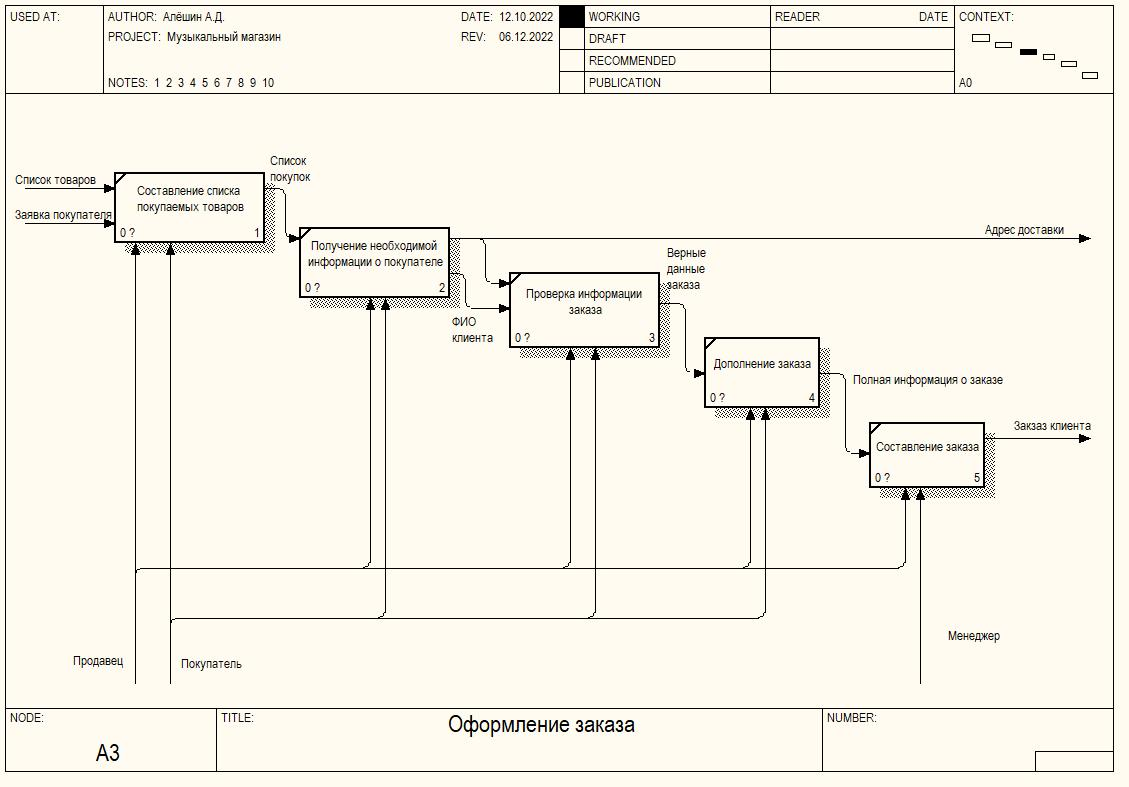 USED AT:
AUTHOR: Алёшин А.Д.
DATE: 12.10.2022
WORKING
READER
DATE
CONTEXT:
PROJECT: Музыкальный магазин
REV: 06.12.2022
DRAFT
RECOMMENDED
NOTES: 1 2 3 4 5 6 7 8 9 10
PUBLICATION
A0
Список товаров
Заявка покупателя
Составление списка
покупаемых товаров
0 ?
1
Список
покупок
Получение необходимой
информации о покупателе
0 ?
2
Адрес доставки
ФИО
клиента
Проверка информации
заказа
0 ?
3
Верные
данные
заказа
Дополнение заказа
0 ?
4
Полная информация о заказе
Составление заказа
0 ?
5
Закзаз клиента
Продавец
Покупатель
Менеджер
NODE:
A3
TITLE:
Оформление заказа
NUMBER: